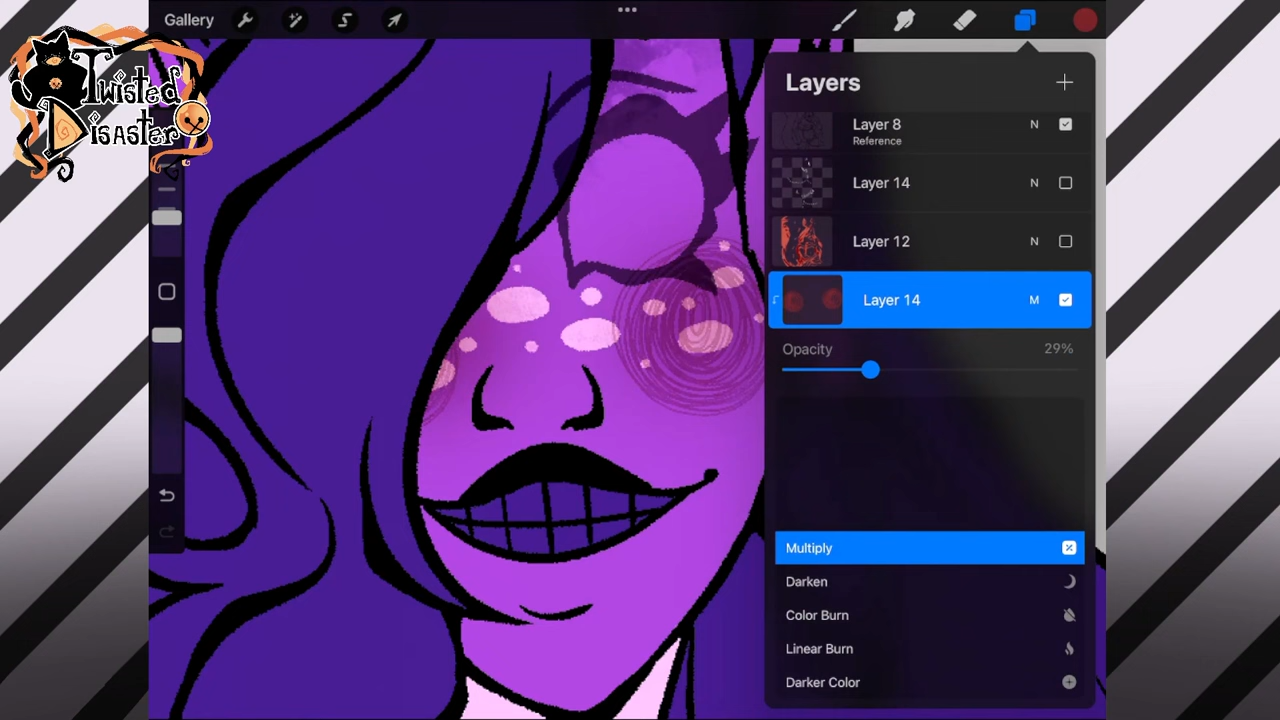 Gallery
Twisted
Disaster
Layers
Layer 8 N
Reference
Layer 14 N
Layer 12 N
Layer 14 M
Opacity 29%
Multiply
Darken
Color Burn
Linear Burn
Darker Color